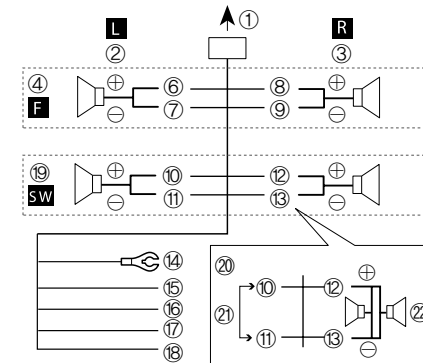 ①
L R
② ③
④ ⊕ ⑥ ⑧ ⊕
F ⊖ ⑦ ⑨ ⊖
⑲ ⊕ ⑩ ⑫ ⊕
SW ⊖ ⑪ ⑬ ⊖
⑭
⑮
⑯
⑰
⑱
⑳ ⊕
⑩ ⑫
㉑ ㉒
⑪ ⑬
⊖